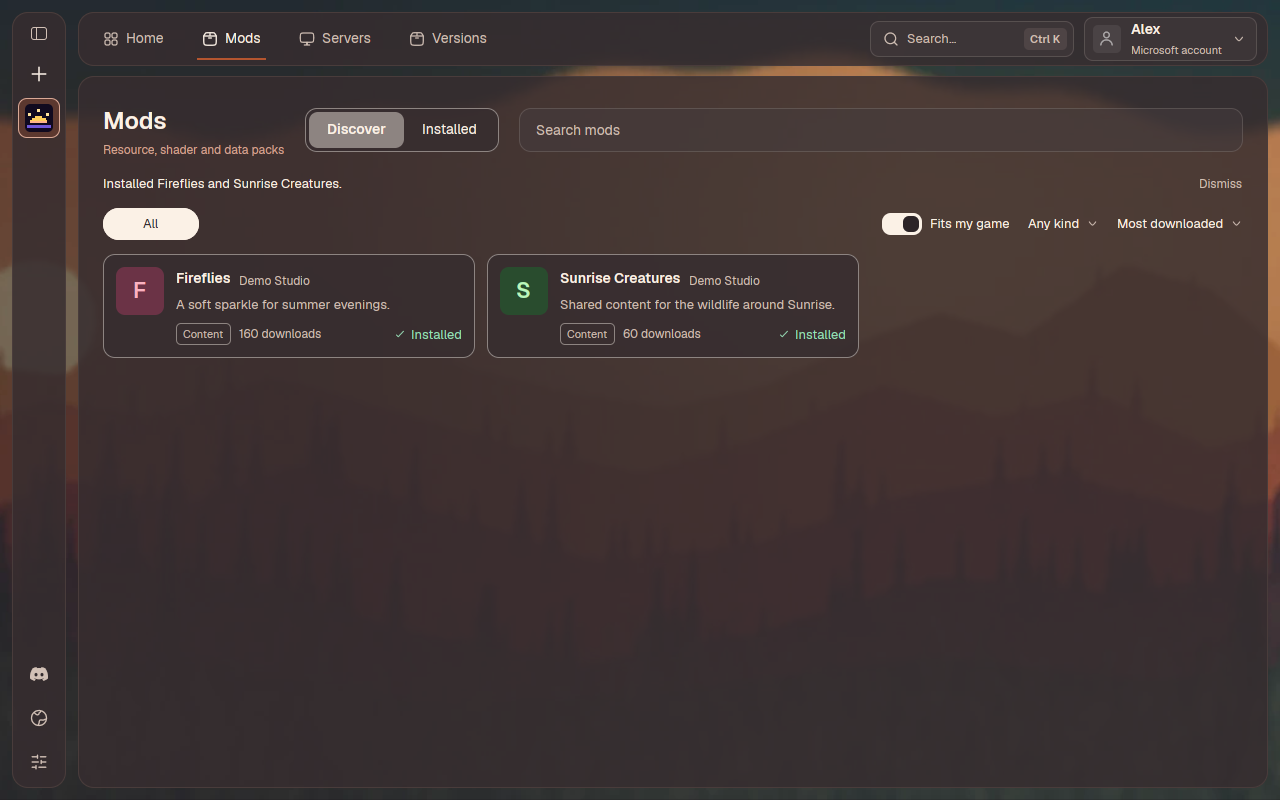 Home
Mods
Servers
Versions
Search...
Ctrl K
Alex
Microsoft account
Mods
Resource, shader and data packs
Discover
Installed
Search mods
Installed Fireflies and Sunrise Creatures.
Dismiss
All
Fits my game
Any kind
Most downloaded
F
Fireflies Demo Studio
A soft sparkle for summer evenings.
Content 160 downloads
Installed
S
Sunrise Creatures Demo Studio
Shared content for the wildlife around Sunrise.
Content 60 downloads
Installed